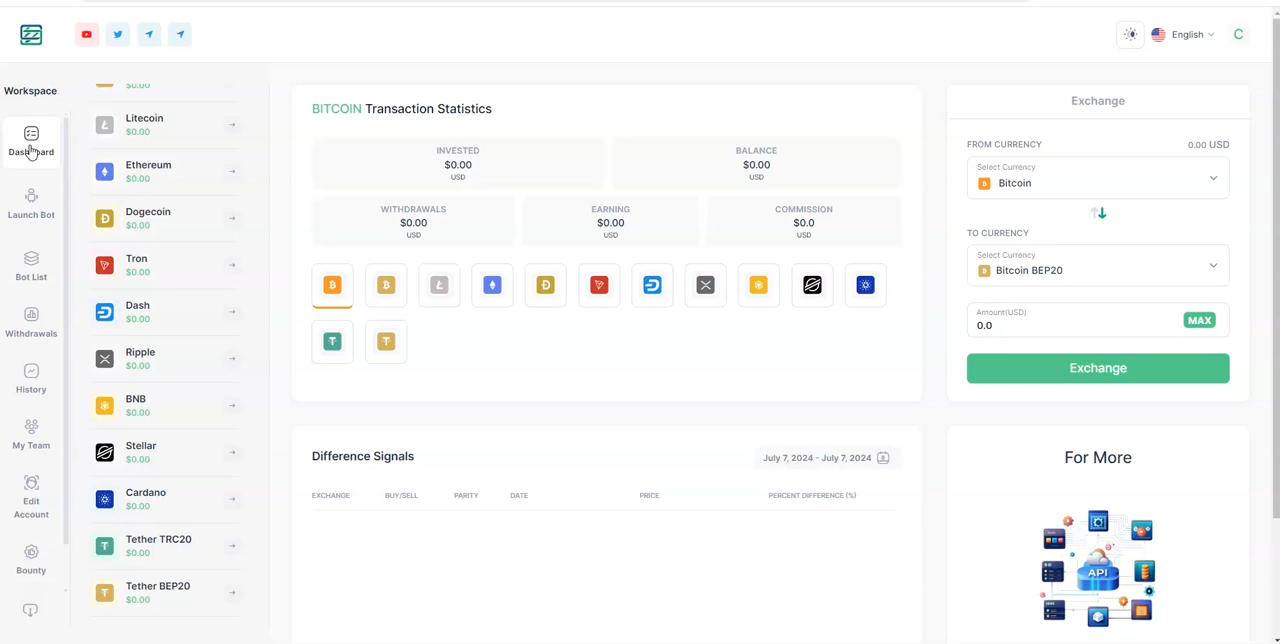 English
C
Workspace
Dashboard
Launch Bot
Bot List
Withdrawals
History
My Team
Edit
Account
Bounty
$0.00
Litecoin
$0.00
Ethereum
$0.00
Dogecoin
$0.00
Tron
$0.00
Dash
$0.00
Ripple
$0.00
BNB
$0.00
Stellar
$0.00
Cardano
$0.00
Tether TRC20
$0.00
Tether BEP20
$0.00
BITCOIN Transaction Statistics
INVESTED
$0.00
USD
BALANCE
$0.00
USD
WITHDRAWALS
$0.00
USD
EARNING
$0.00
USD
COMMISSION
$0.0
USD
Difference Signals
July 7, 2024 - July 7, 2024
EXCHANGE BUY/SELL PARITY DATE PRICE PERCENT DIFFERENCE (%)
Exchange
FROM CURRENCY 0.00 USD
Select Currency
Bitcoin
TO CURRENCY
Select Currency
Bitcoin BEP20
Amount(USD)
0.0
MAX
Exchange
For More
API